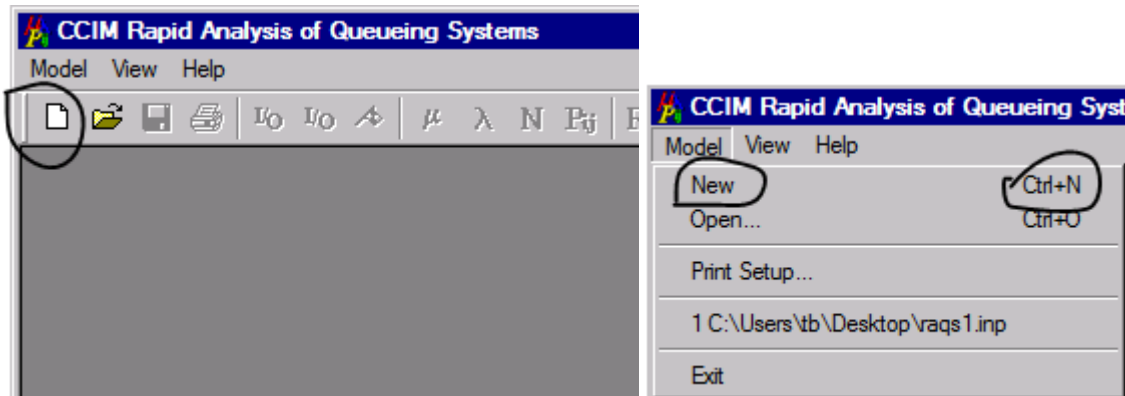 CCIM Rapid Analysis of Queueing Systems
Model View Help
I/O I/O μ λ N Pij
CCIM Rapid Analysis of Queueing Syst
Model View Help
New Ctrl+N
Open... Ctrl+O
Print Setup...
1 C:\Users\tb\Desktop\raqs1.inp
Exit